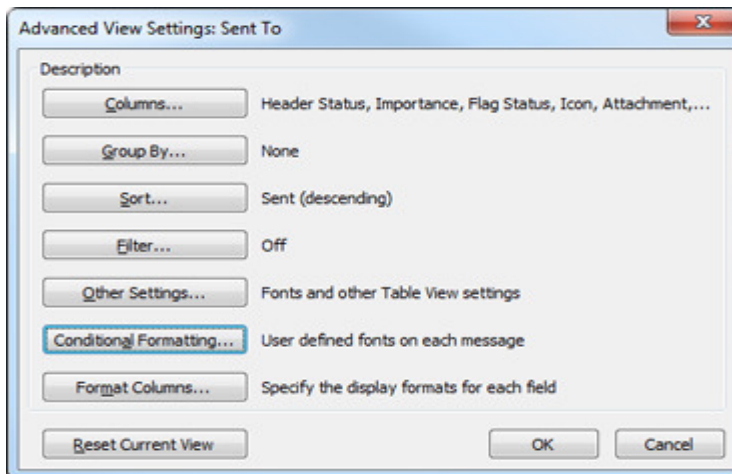 Advanced View Settings: Sent To
Description
Columns... Header Status, Importance, Flag Status, Icon, Attachment,...
Group By... None
Sort... Sent (descending)
Filter... Off
Other Settings... Fonts and other Table View settings
Conditional Formatting... User defined fonts on each message
Format Columns... Specify the display formats for each field
Reset Current View OK Cancel